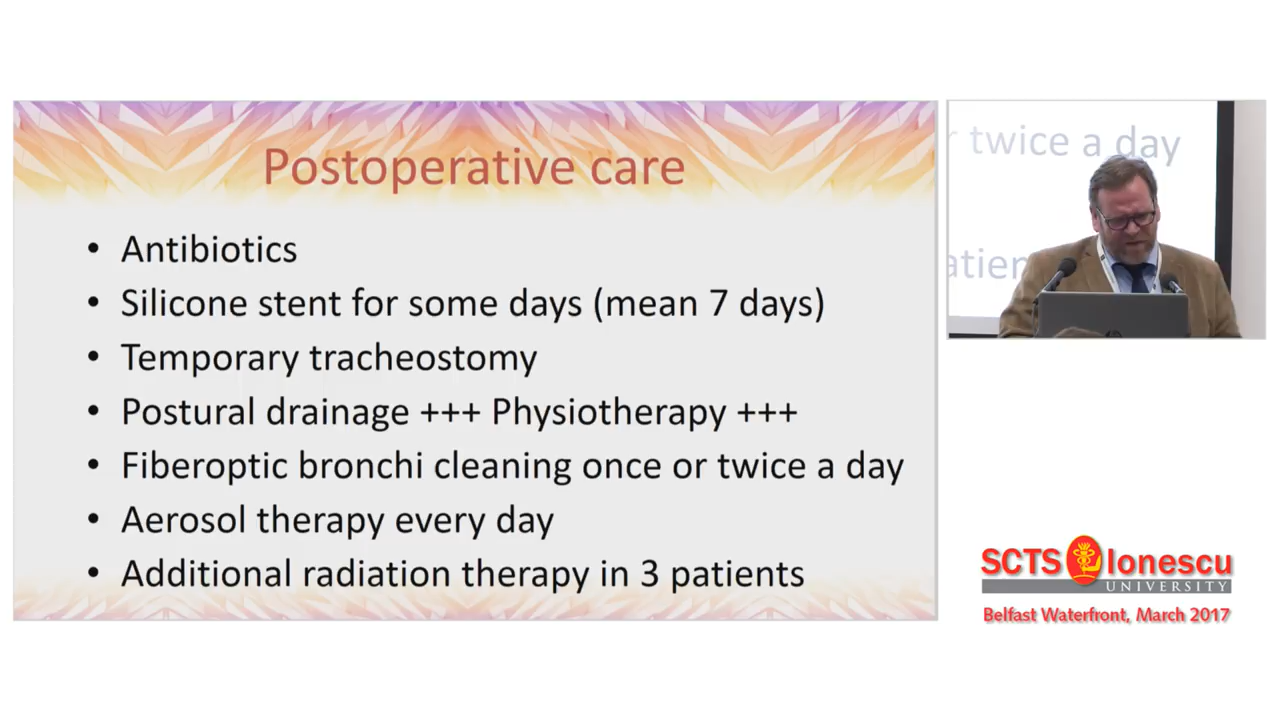 Postoperative care
• Antibiotics
• Silicone stent for some days (mean 7 days)
• Temporary tracheostomy
• Postural drainage +++ Physiotherapy +++
• Fiberoptic bronchi cleaning once or twice a day
• Aerosol therapy every day
• Additional radiation therapy in 3 patients
twice a day
SCTS Ionescu
UNIVERSITY
Belfast Waterfront, March 2017